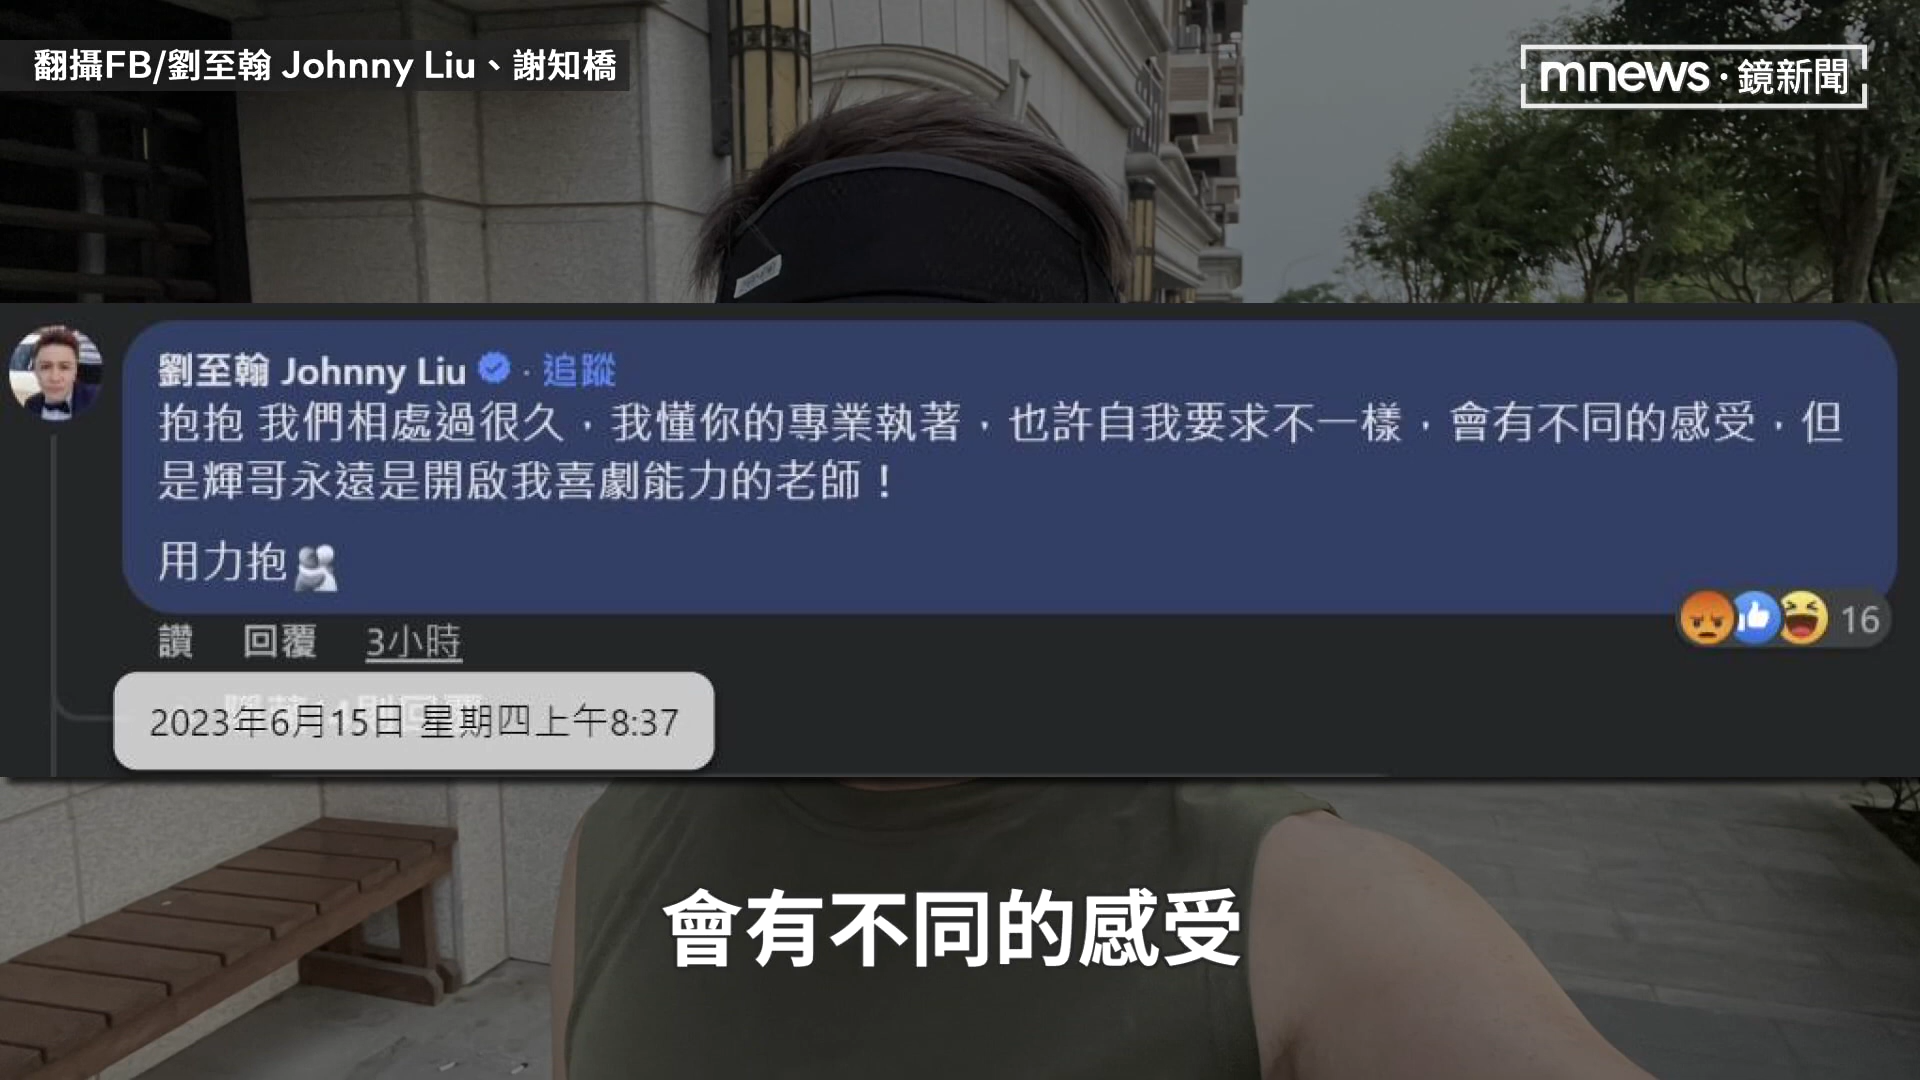 翻攝FB/劉至翰 Johnny Liu、謝知橋
mnews·鏡新聞
劉至翰 Johnny Liu · 追蹤
抱抱 我們相處過很久，我懂你的專業執著，也許自我要求不一樣，會有不同的感受，但
是輝哥永遠是開啟我喜劇能力的老師！
用力抱
讚 回覆 3小時
16
2023年6月15日 星期四上午8:37
會有不同的感受